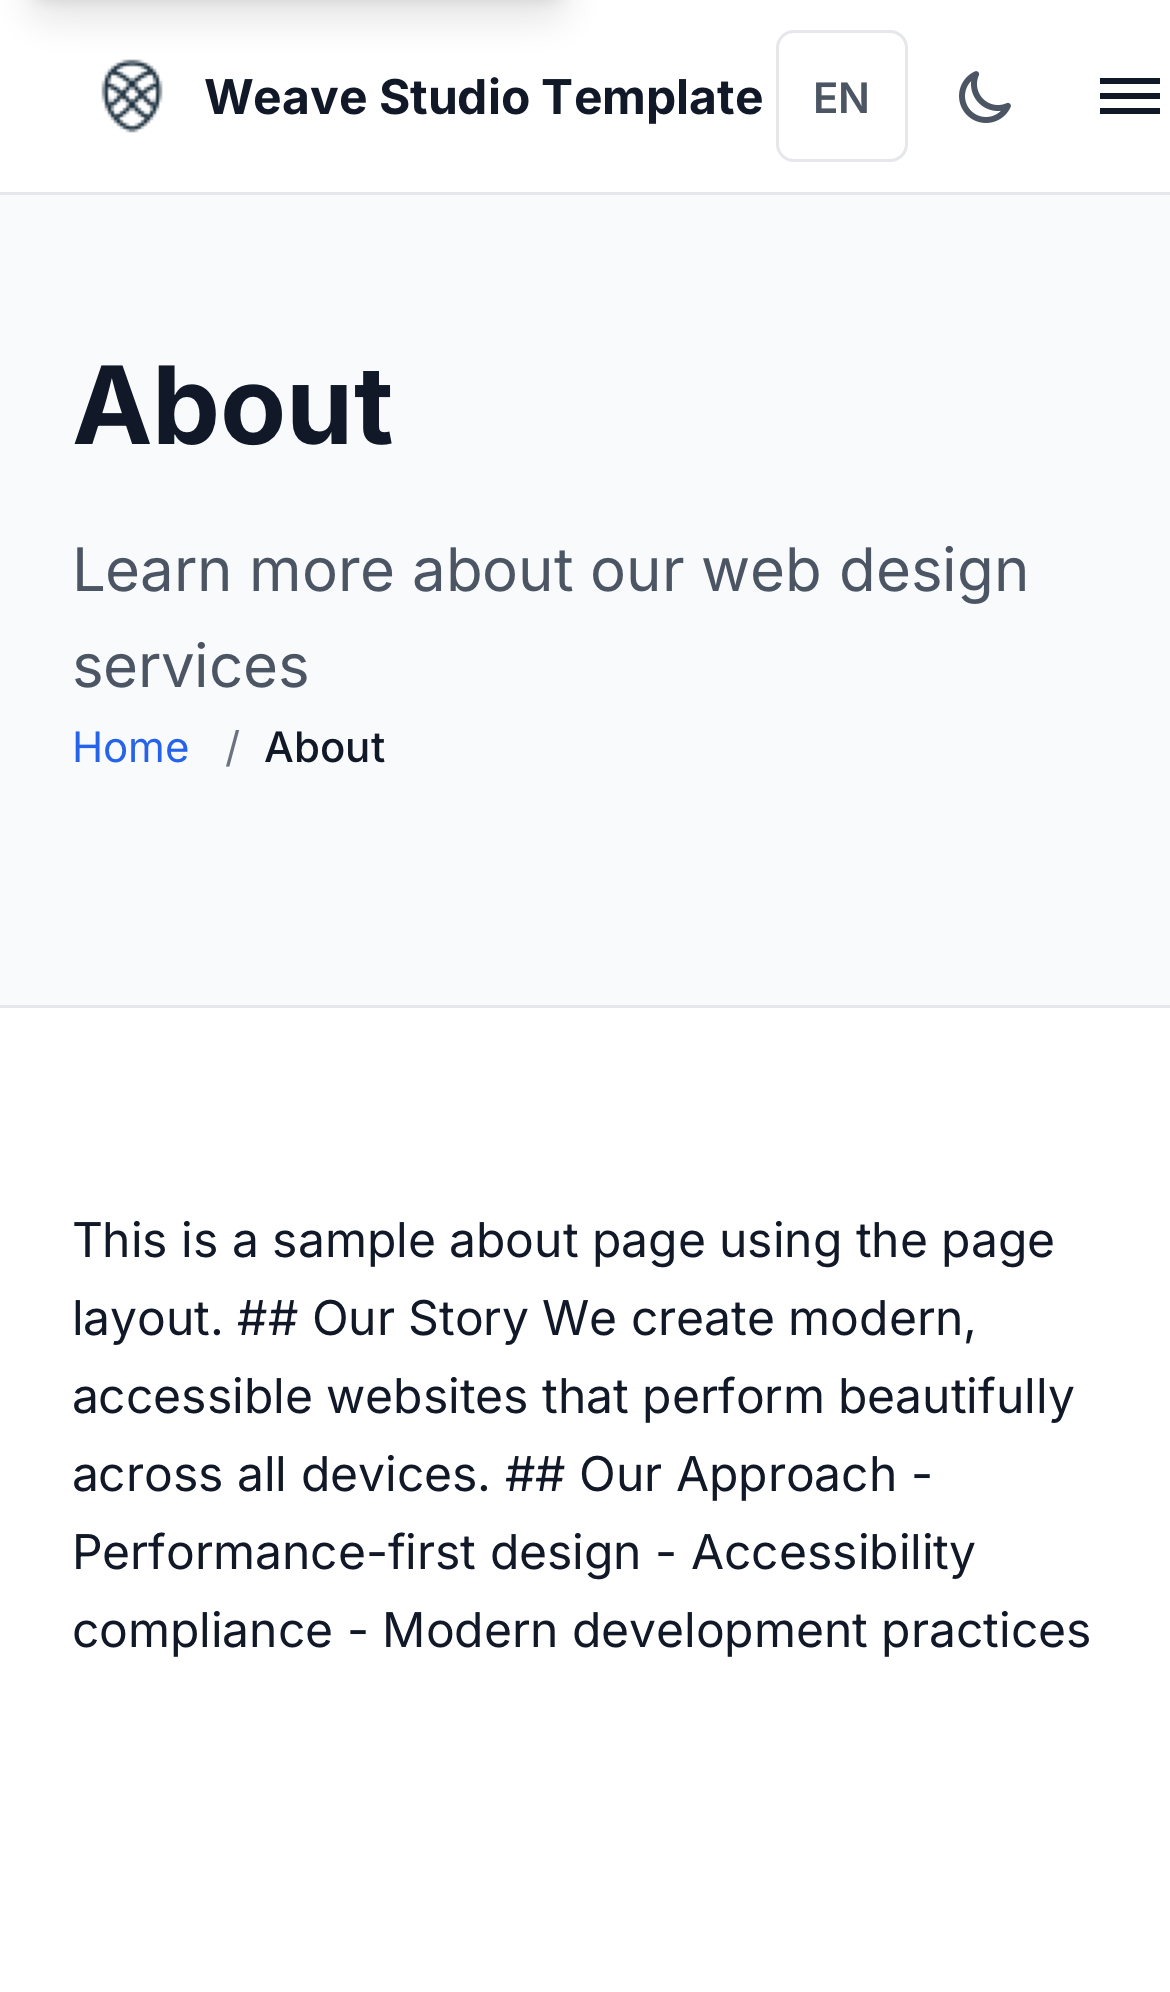 Weave Studio Template
EN
About
Learn more about our web design
services
Home / About
This is a sample about page using the page
layout. ## Our Story We create modern,
accessible websites that perform beautifully
across all devices. ## Our Approach -
Performance-first design - Accessibility
compliance - Modern development practices